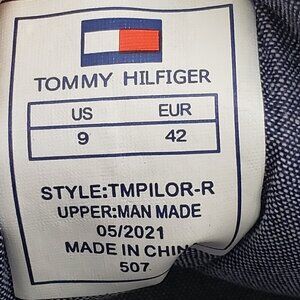 TOMMY HILFIGER
US EUR
9 42
STYLE:TMPILOR-R
UPPER:MAN MADE
05/2021
MADE IN CHINA
507